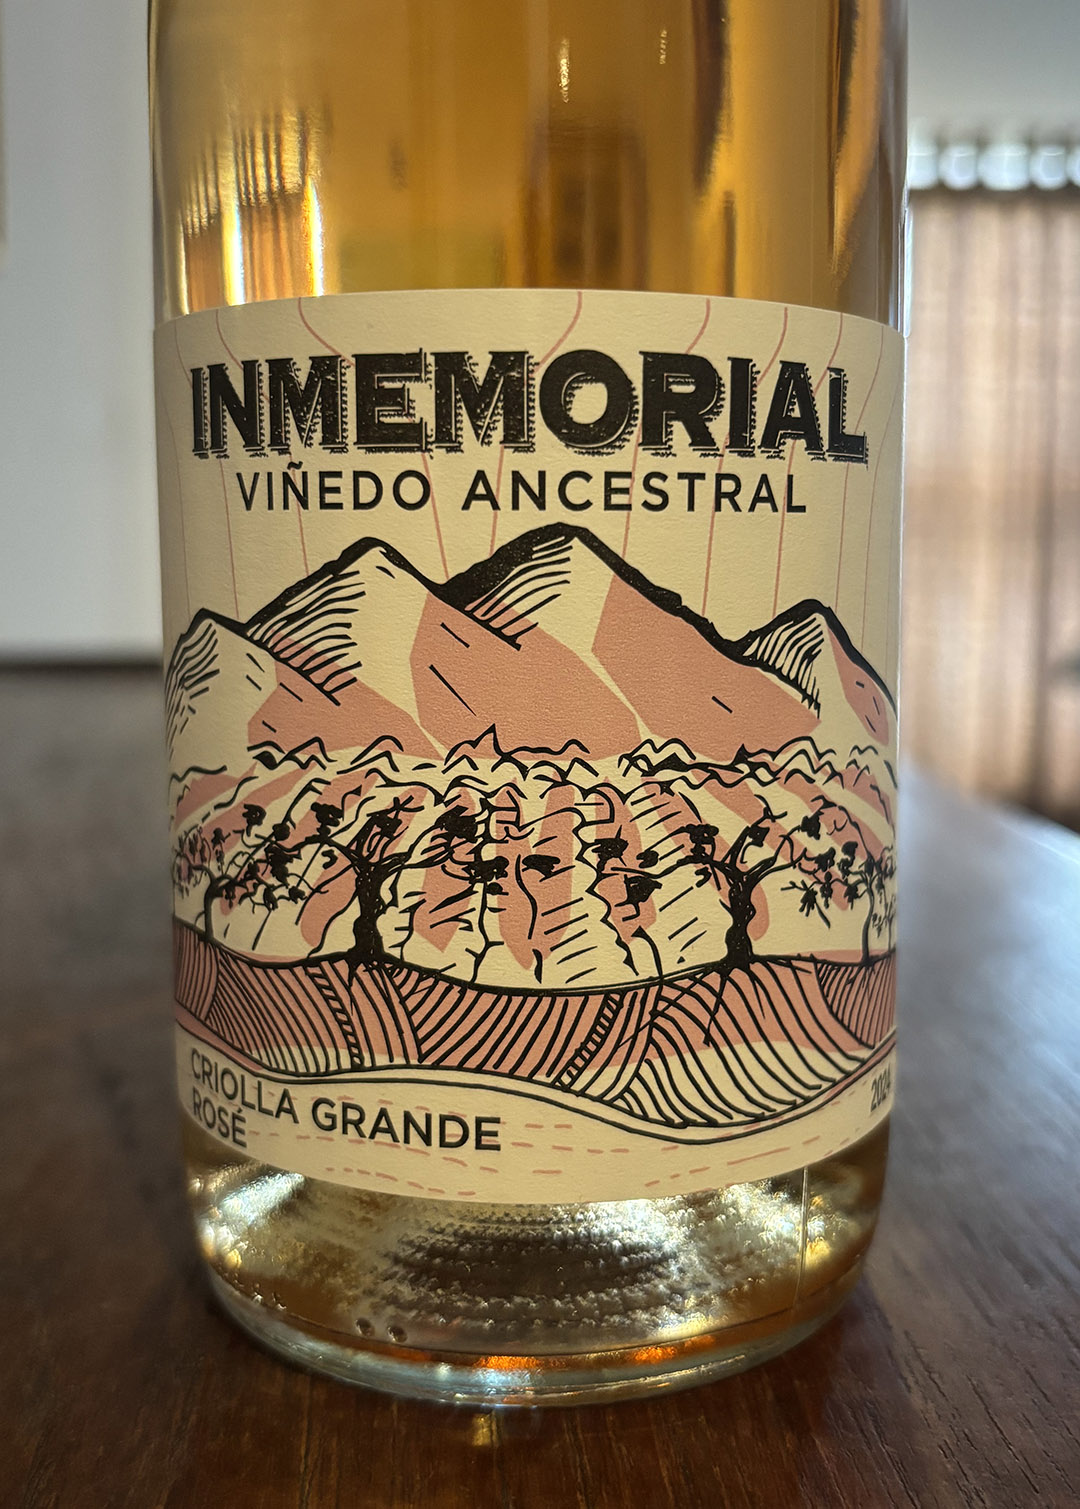 INMEMORIAL
VIÑEDO ANCESTRAL
CRIOLLA GRANDE
ROSÉ
2024